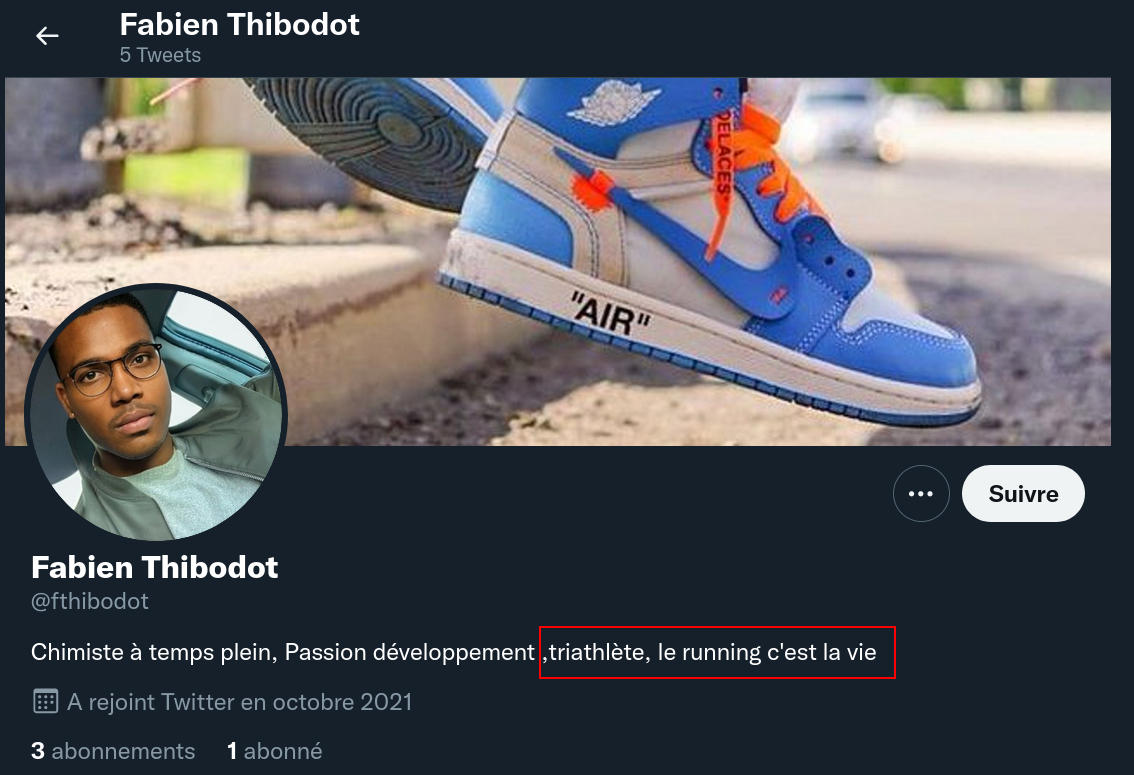 Fabien Thibodot
5 Tweets
DELACES"
"AIR"
Suivre
Fabien Thibodot
@fthibodot
Chimiste à temps plein, Passion développement ,triathlète, le running c'est la vie
A rejoint Twitter en octobre 2021
3 abonnements 1 abonné